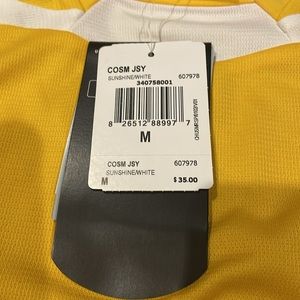 COSM JSY
SUNSHINE/WHITE 607978
340758001
8 26512 88997 7
M
COSM JSY 607978
SUNSHINE/WHITE
M $ 35.00